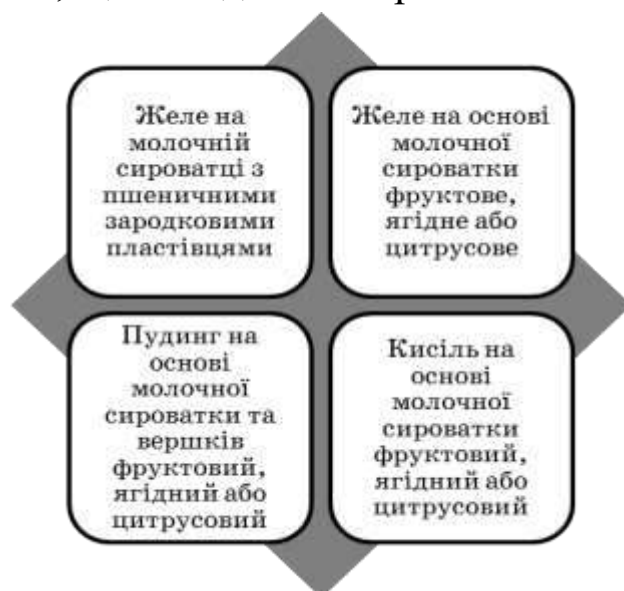 Желе на
молочній
сироватці з
пшеничними
зародковими
пластівцями
Желе на основі
молочної
сироватки
фруктове,
ягідне або
цитрусове
Пудинг на
основі
молочної
сироватки та
вершків
фруктовий,
ягідний або
цитрусовий
Кисіль на
основі
молочної
сироватки
фруктовий,
ягідний або
цитрусовий